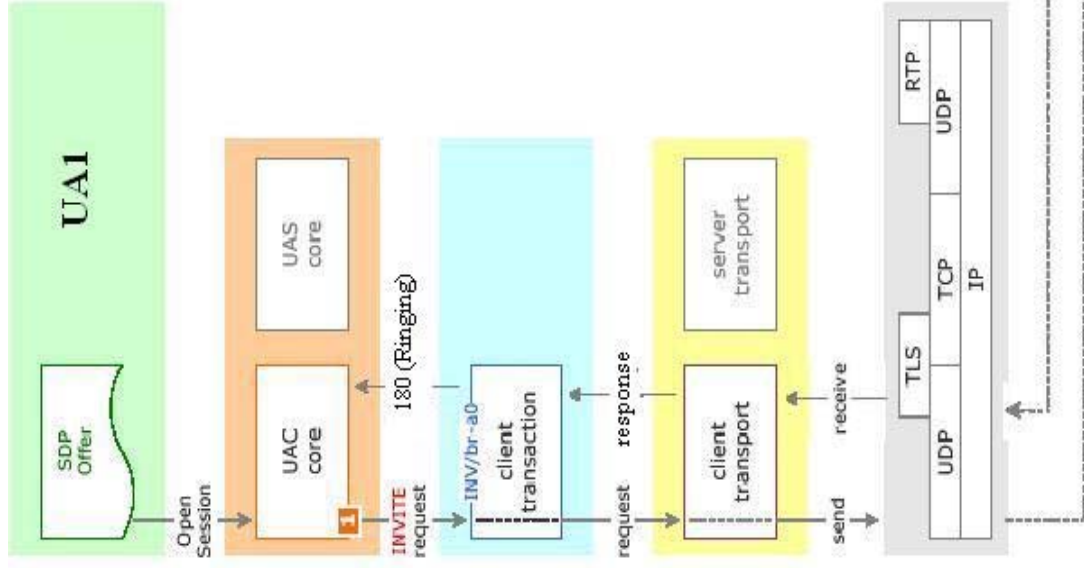 UA1
SDP
Offer
Open
Session
UAC
core
UAS
core
1
INVITE
request
180 (Ringing)
INV/br-a0
client
transaction
request
response
client
transport
server
transport
send
receive
TLS
RTP
UDP
TCP
UDP
IP